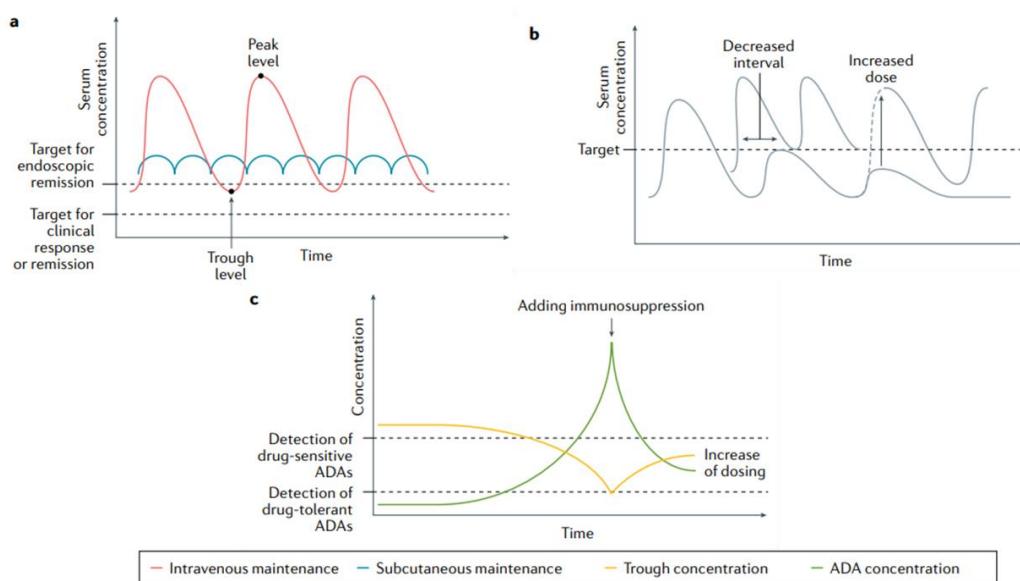 a
Serum
concentration
Peak
level
Target for
endoscopic
remission
Target for
clinical
response
or remission
Trough
level
Time
b
Serum
concentration
Decreased
interval
Increased
dose
Target
Time
c
Concentration
Adding immunosuppression
Detection of
drug-sensitive
ADAs
Detection of
drug-tolerant
ADAs
Increase
of dosing
Time
Intravenous maintenance
Subcutaneous maintenance
Trough concentration
ADA concentration